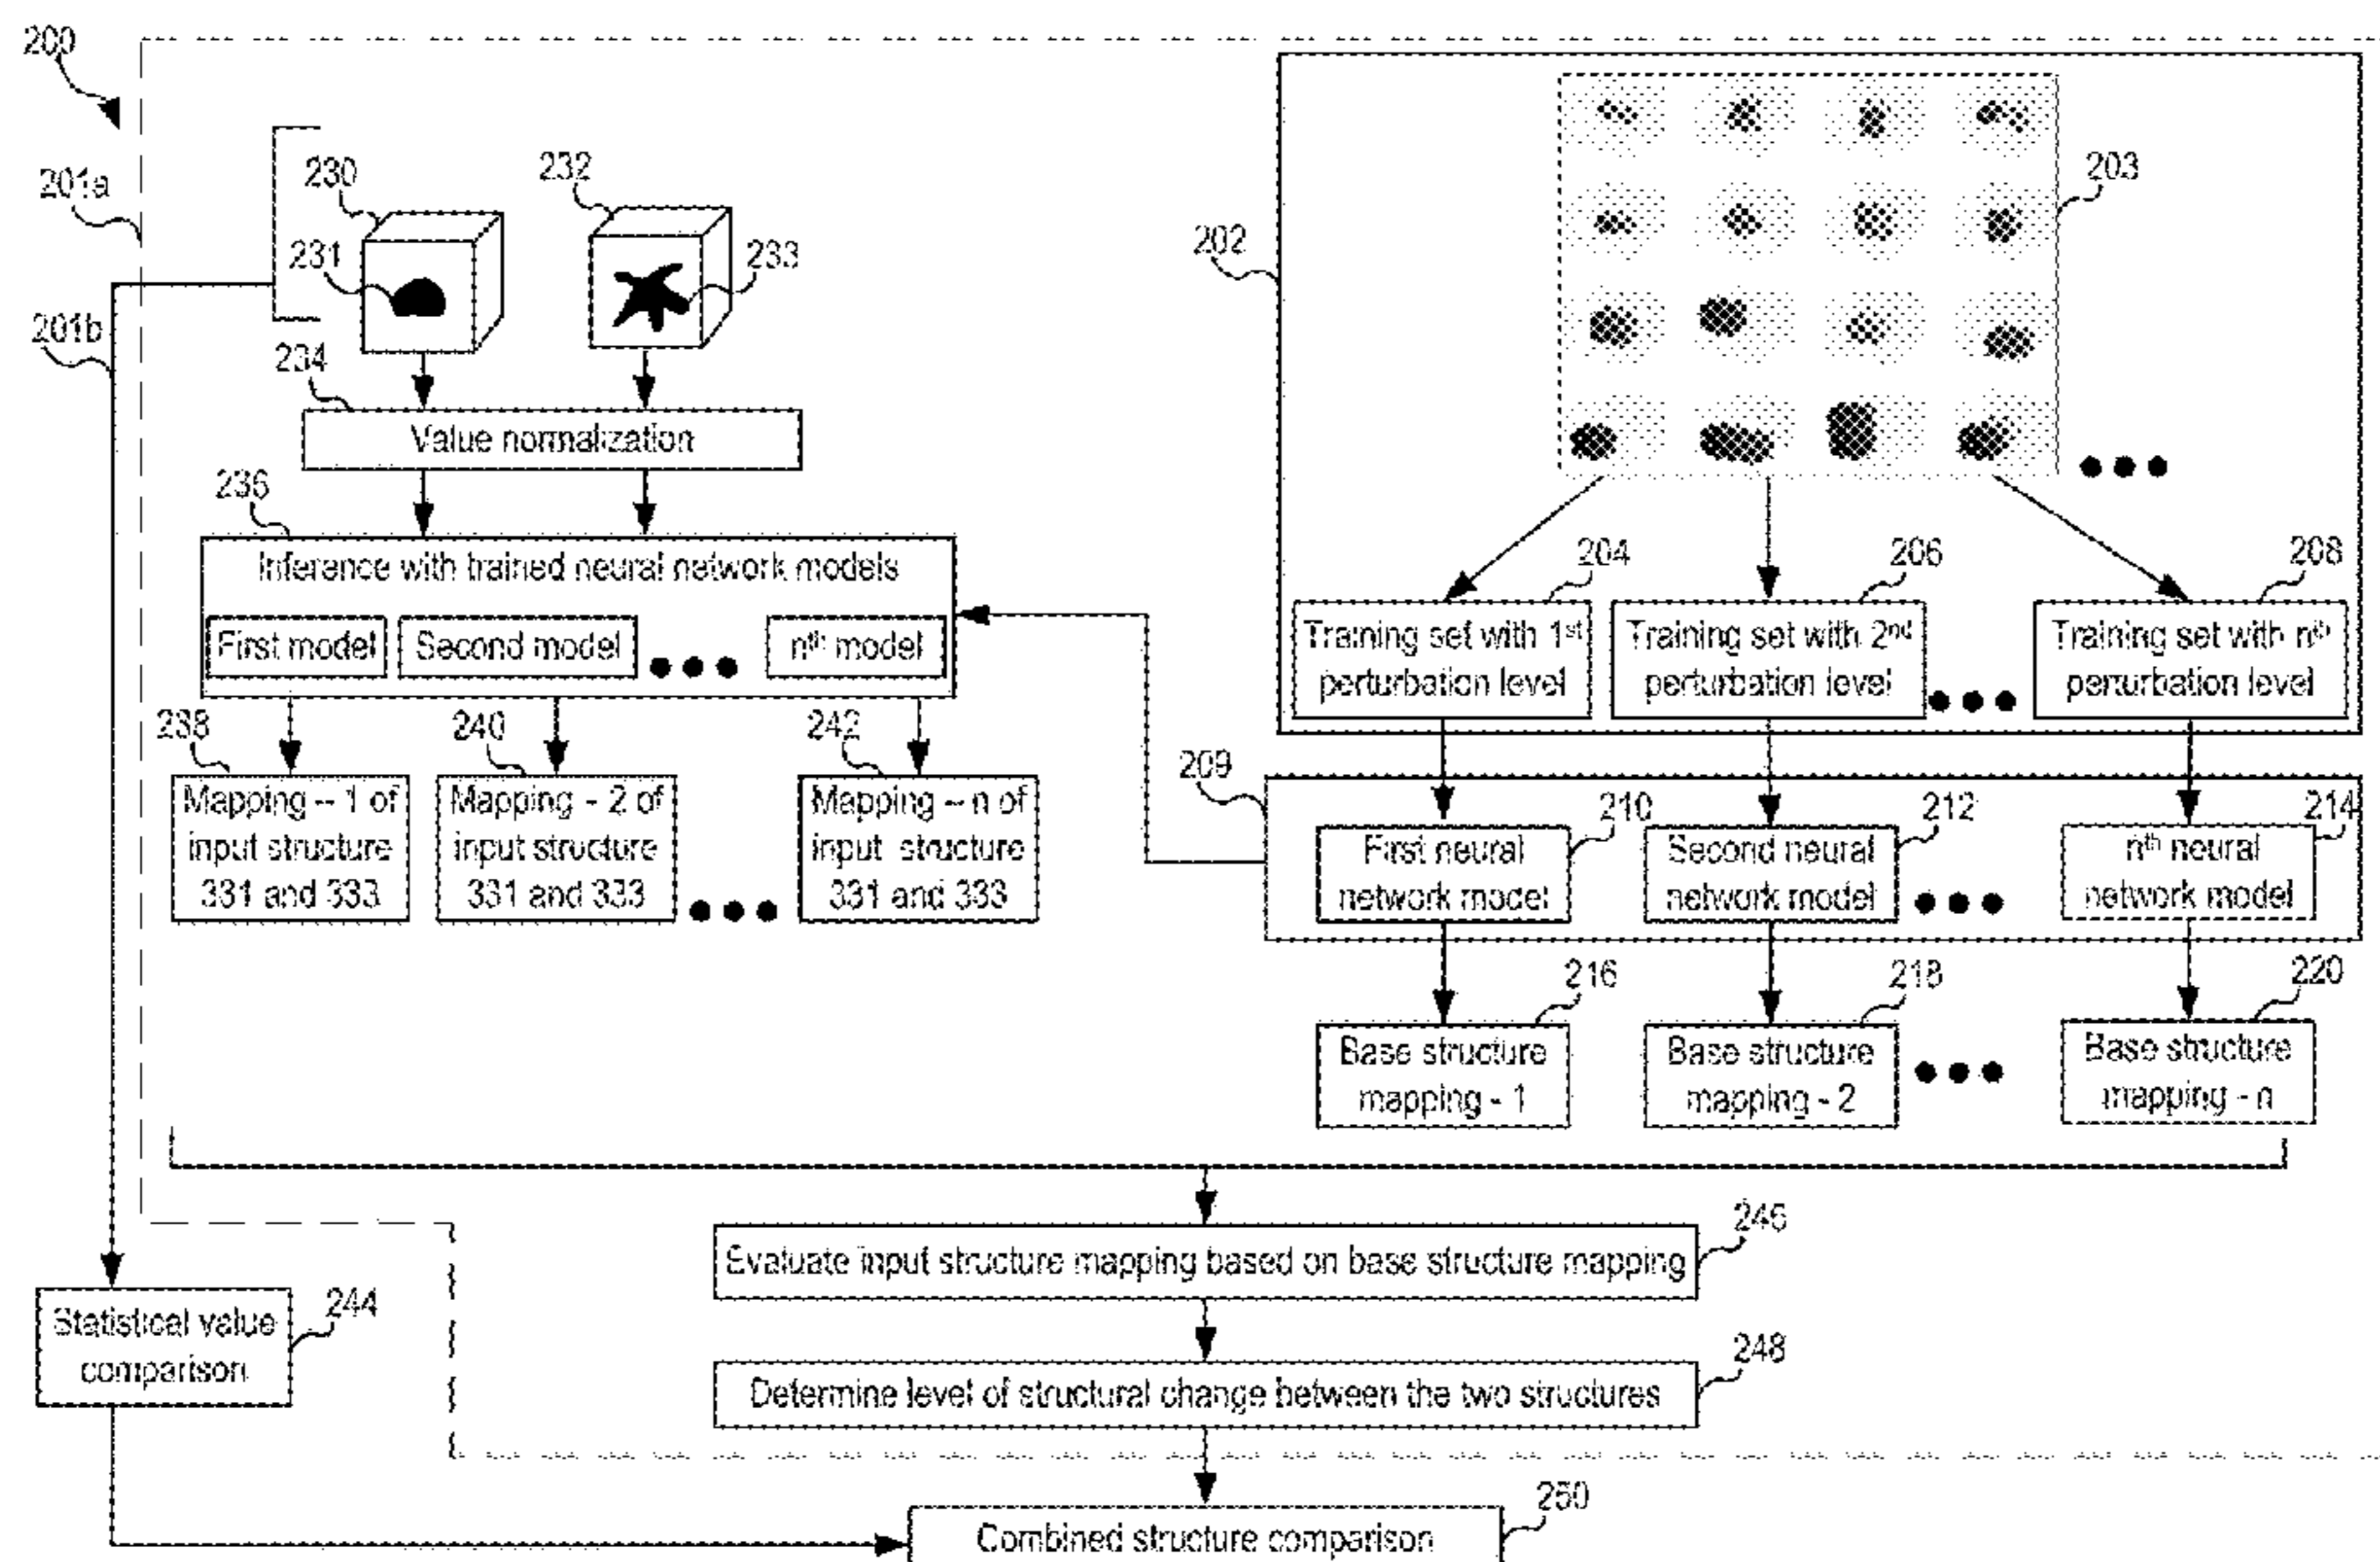 200
201a
230
232
203
231
233
202
201b
234
Value normalization
236
204
206
208
Inference with trained neural network models
First model
Second model
nth model
Training set with 1st
perturbation level
Training set with 2nd
perturbation level
Training set with nth
perturbation level
238
240
242
209
Mapping – 1 of
input structure
331 and 333
Mapping - 2 of
input structure
331 and 333
Mapping – n of
input structure
331 and 333
210
212
214
First neural
network model
Second neural
network model
nth neural
network model
216
218
220
Base structure
mapping - 1
Base structure
mapping - 2
Base structure
mapping - n
246
Evaluate input structure mapping based on base structure mapping
244
Statistical value
comparison
248
Determine level of structural change between the two structures
250
Combined structure comparison